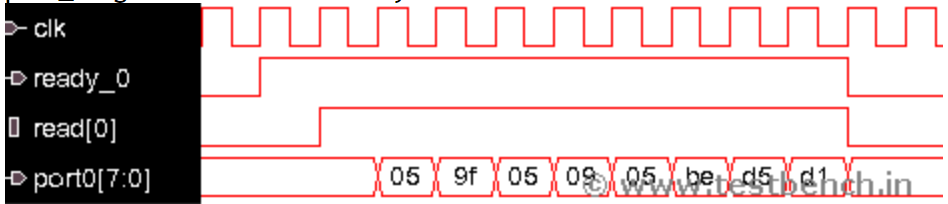 clk
ready_0
read[0]
port0[7:0] 05 9f 05 09 05 be d5 d1
© www.testbench.in